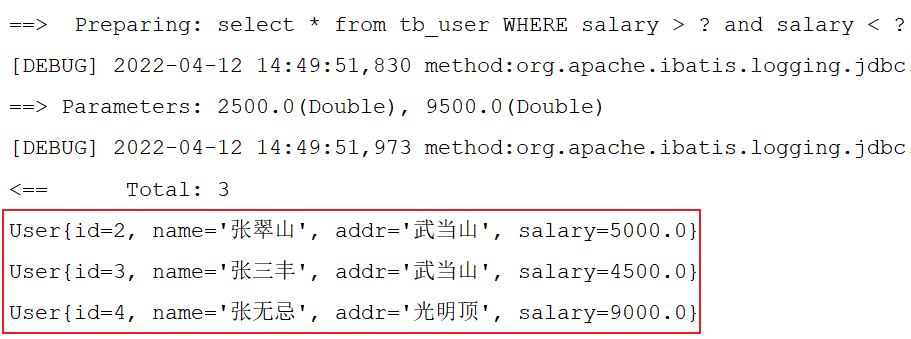 ==>  Preparing: select * from tb_user WHERE salary > ? and salary < ?
[DEBUG] 2022-04-12 14:49:51,830 method:org.apache.ibatis.logging.jdbc.
==> Parameters: 2500.0(Double), 9500.0(Double)
[DEBUG] 2022-04-12 14:49:51,973 method:org.apache.ibatis.logging.jdbc.
<==      Total: 3
User{id=2, name='张翠山', addr='武当山', salary=5000.0}
User{id=3, name='张三丰', addr='武当山', salary=4500.0}
User{id=4, name='张无忌', addr='光明顶', salary=9000.0}